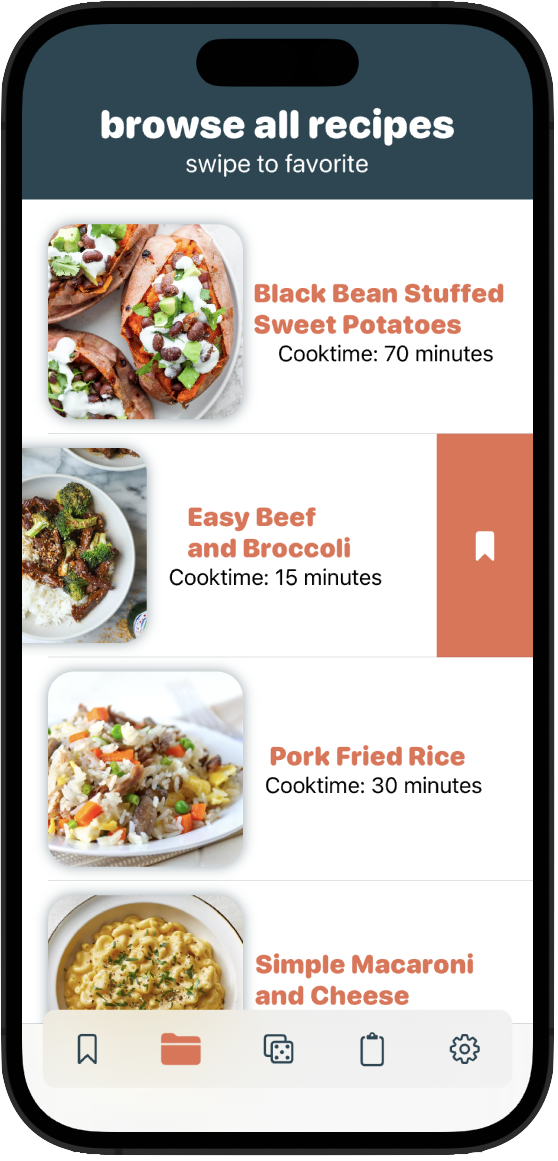 browse all recipes
swipe to favorite
Black Bean Stuffed
Sweet Potatoes
Cooktime: 70 minutes
Easy Beef
and Broccoli
Cooktime: 15 minutes
Pork Fried Rice
Cooktime: 30 minutes
Simple Macaroni
and Cheese